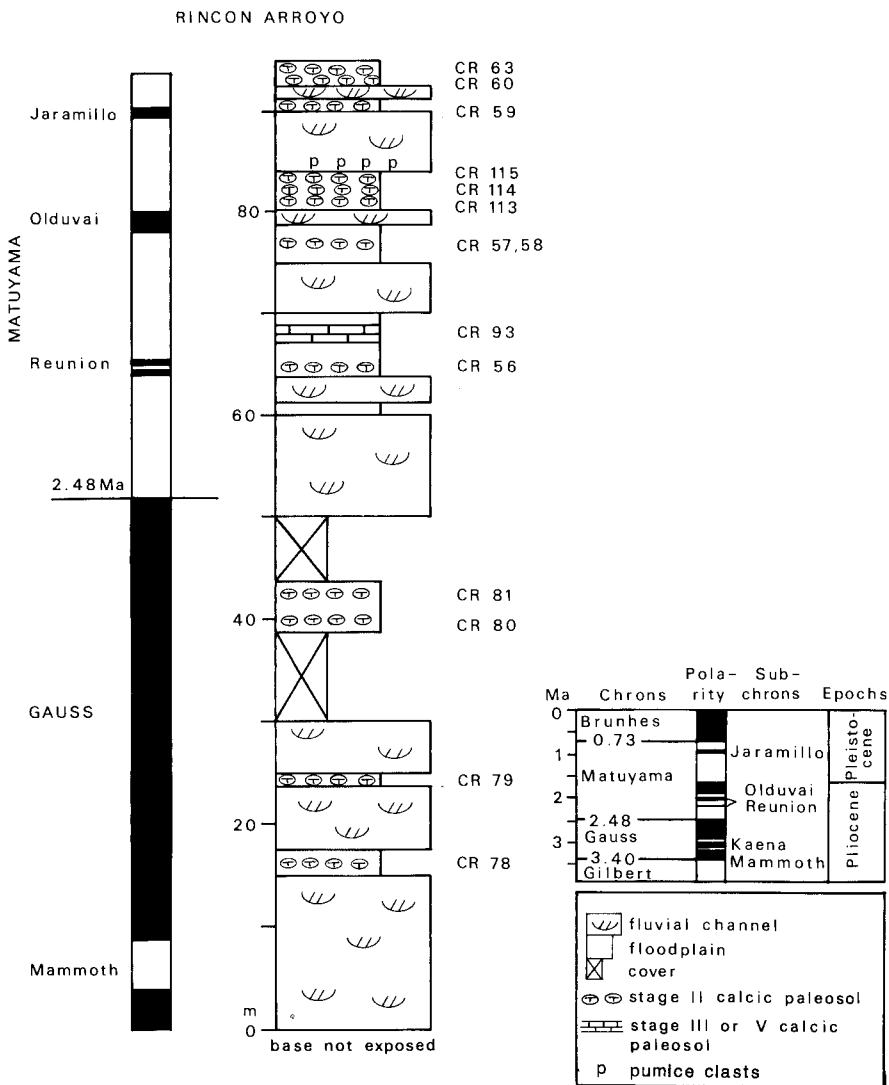 RINCON ARROYO
CR 63
CR 60
Jaramillo
CR 59
p p p p
CR 115
CR 114
CR 113
Olduvai
80
CR 57,58
MATUYAMA
CR 93
Reunion
CR 56
60
2.48 Ma
CR 81
40
CR 80
GAUSS
CR 79
20
CR 78
Mammoth
m
0
base not exposed
Pola- Sub-
Ma Chrons rity chrons Epochs
0
Brunhes
0.73
1
Jaramillo
Pleisto-
cene
Matuyama
2
Olduvai
Reunion
2.48
Gauss
3
Kaena
3.40
Mammoth
Gilbert
Pliocene
fluvial channel
floodplain
cover
stage II calcic paleosol
stage III or V calcic
paleosol
p pumice clasts